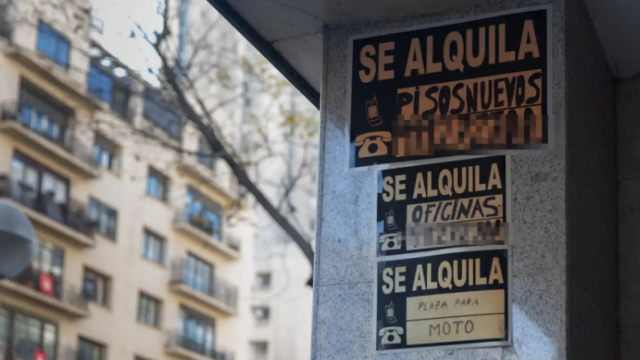 SE ALQUILA
PISOS NUEVOS
SE ALQUILA
OFICINAS
SE ALQUILA
PLAZA PARA
MOTO